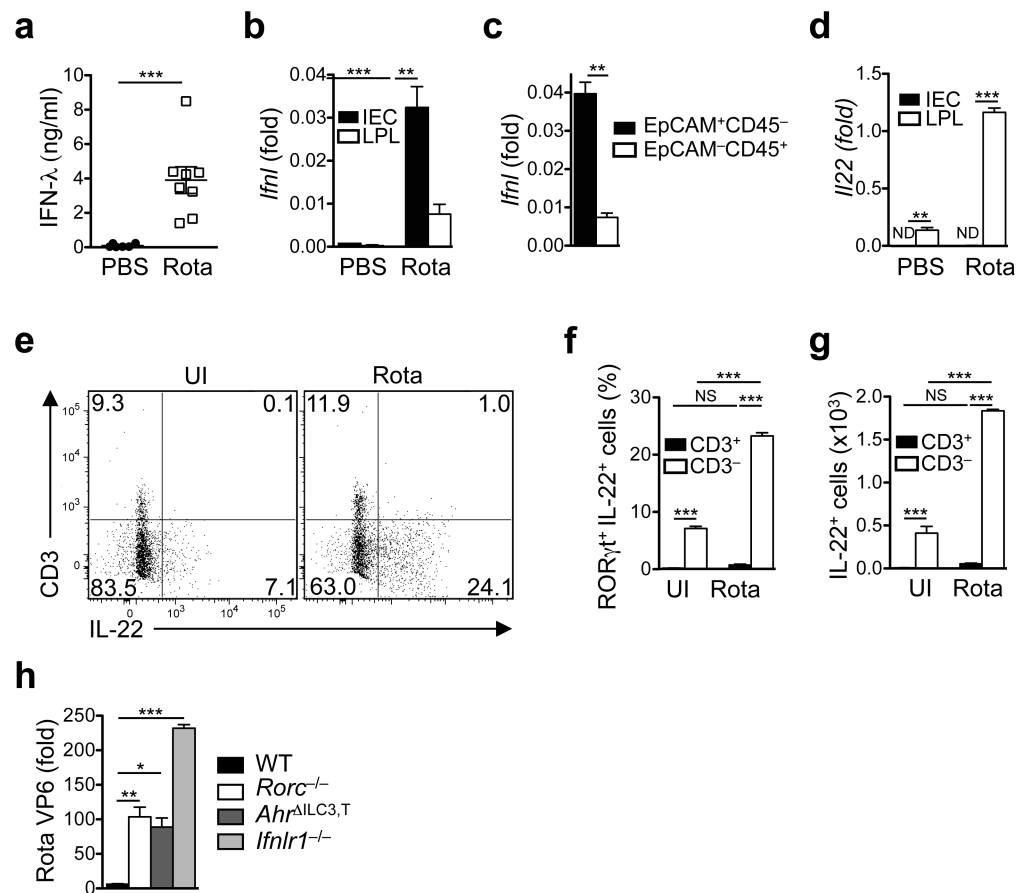 a
IFN-λ (ng/ml)
10
8
6
4
2
0
***
PBS
Rota
b
Ifnl (fold)
0.04
0.03
0.02
0.01
0.00
***
**
IEC
LPL
PBS
Rota
c
Ifnl (fold)
0.04
0.03
0.02
0.01
0.00
**
EpCAM⁺CD45⁻
EpCAM⁻CD45⁺
d
Il22 (fold)
1.5
1.0
0.5
0.0
IEC
LPL
***
**
ND
ND
PBS
Rota
e
UI
Rota
9.3
0.1
11.9
1.0
10⁵
10⁴
10³
0
83.5
7.1
63.0
24.1
0
10³
10⁴
10⁵
CD3
IL-22
f
RORγt⁺ IL-22⁺ cells (%)
30
20
10
0
***
NS
***
CD3⁺
CD3⁻
***
UI
Rota
g
IL-22⁺ cells (x10³)
2.0
1.5
1.0
0.5
0.0
***
NS
***
CD3⁺
CD3⁻
***
UI
Rota
h
Rota VP6 (fold)
250
200
150
100
50
0
***
*
**
WT
Rorc⁻/⁻
Ahr^ΔILC3,T
Ifnlr1⁻/⁻